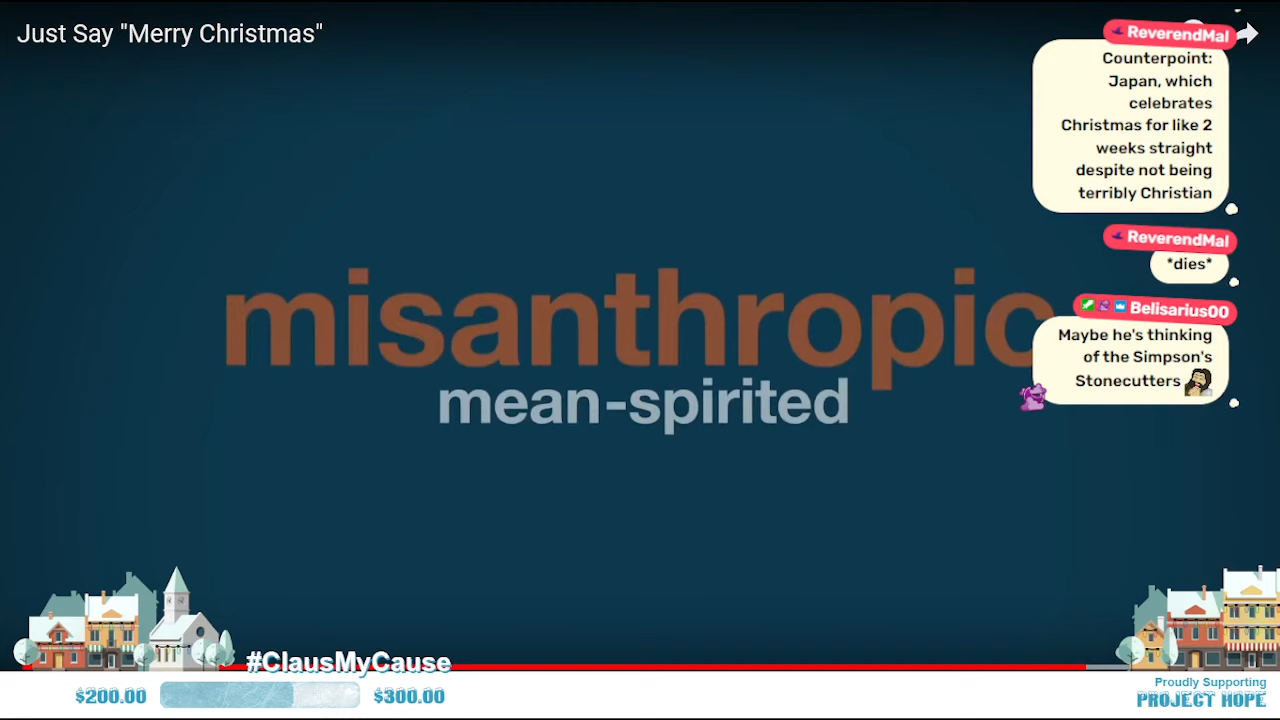 Just Say "Merry Christmas"
ReverendMal
Counterpoint:
Japan, which
celebrates
Christmas for like 2
weeks straight
despite not being
terribly Christian
ReverendMal
*dies*
Belisarius00
Maybe he's thinking
of the Simpson's
Stonecutters
misanthropic
mean-spirited
#ClausMyCause
$200.00
$300.00
Proudly Supporting
PROJECT HOPE